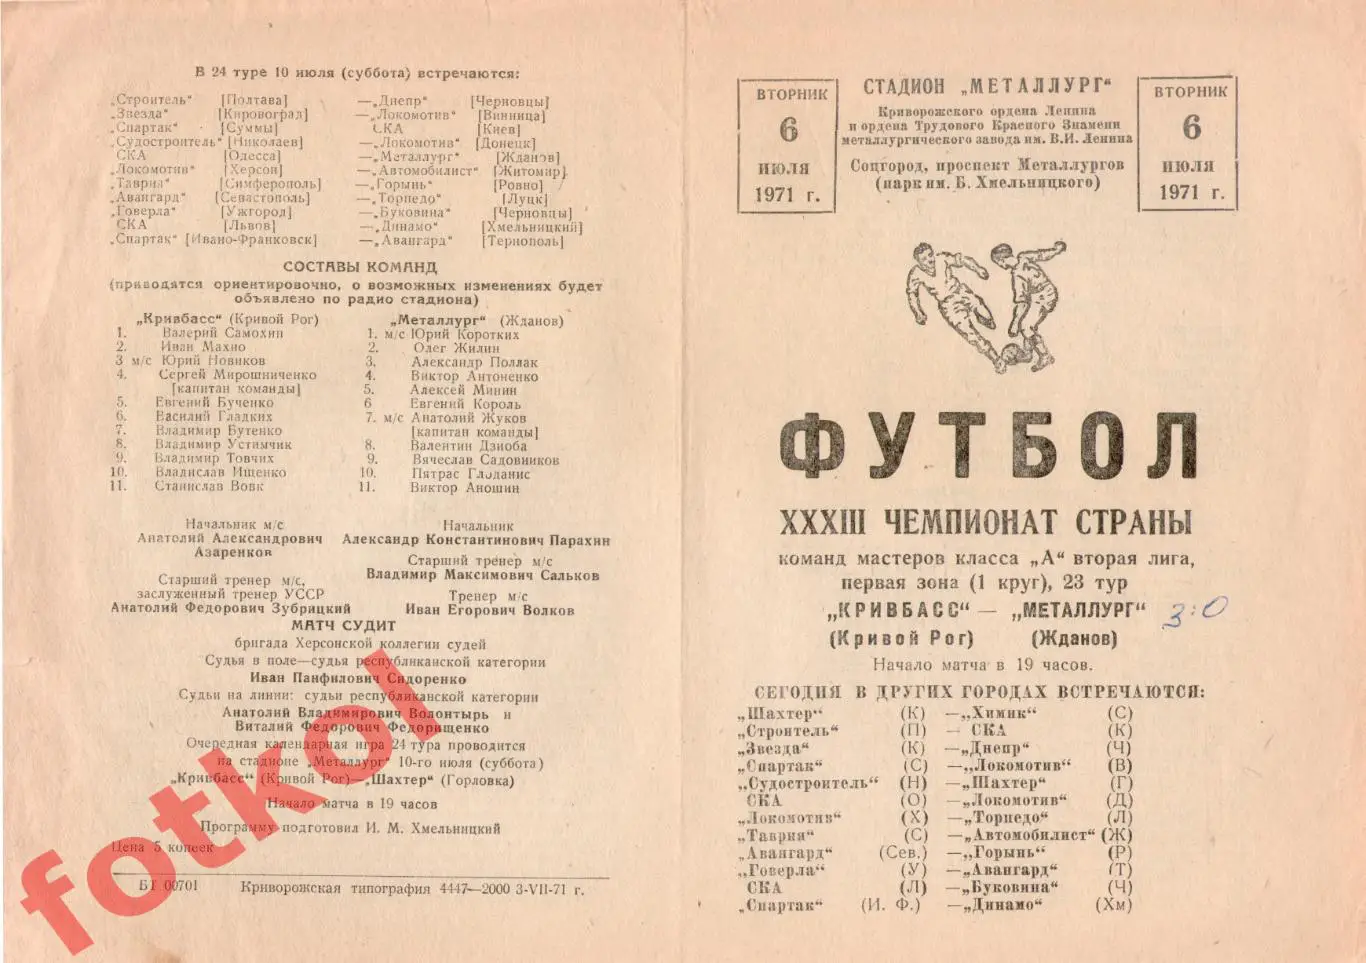 В 24 туре 10 июля (суббота) встречаются:
„Строитель“ [Полтава] —„Днепр“ [Черновцы]
„Звезда“ [Кировоград] —„Локомотив“ [Винница]
„Спартак“ [Суммы] СКА [Киев]
„Судостроитель“ [Николаев] —„Локомотив“ [Донецк]
СКА [Одесса] —„Металлург“ [Жданов]
„Локомотив“ [Херсон] —„Автомобилист“ [Житомир]
„Таврия“ [Симферополь] —„Горынь“ [Ровно]
„Авангард“ [Севастополь] —„Торпедо“ [Луцк]
„Говерла“ [Ужгород] —„Буковина“ [Черновцы]
СКА [Львов] —„Динамо“ [Хмельницкий]
„Спартак“ [Ивано-Франковск] —„Авангард“ [Тернополь]
СОСТАВЫ КОМАНД
(приводятся ориентировочно, о возможных изменениях будет
объявлено по радио стадиона)
„Кривбасс“ (Кривой Рог)
1. Валерий Самохин
2. Иван Махно
3 м/с Юрий Новиков
4. Сергей Мирошниченко
[капитан команды]
5. Евгений Бученко
6. Василий Гладких
7. Владимир Бутенко
8. Владимир Устимчик
9. Владимир Товчих
10. Владислав Ищенко
11. Станислав Вовк
„Металлург“ (Жданов)
1. м/с Юрий Коротких
2. Олег Жилин
3. Александр Поллак
4. Виктор Антоненко
5. Алексей Минин
6 Евгений Король
7. м/с Анатолий Жуков
[капитан команды]
8. Валентин Дзиоба
9. Вячеслав Садовников
10. Пятрас Глоданис
11. Виктор Аношин
Начальник м/с
Анатолий Александрович
Азаренков
Старший тренер м/с,
заслуженный тренер УССР
Анатолий Федорович Зубрицкий
Начальник
Александр Константинович Парахин
Старший тренер м/с
Владимир Максимович Сальков
Тренер м/с
Иван Егорович Волков
МАТЧ СУДИТ
бригада Херсонской коллегии судей
Судья в поле—судья республиканской категории
Иван Панфилович Сидоренко
Судьи на линии: судьи республиканской категории
Анатолий Владимирович Волонтырь и
Виталий Федорович Федорищенко
Очередная календарная игра 24 тура проводится
на стадионе „Металлург“ 10-го июля (суббота)
„Кривбасс“ (Кривой Рог)—„Шахтер“ (Горловка)
Начало матча в 19 часов
Программу подготовил И. М. Хмельницкий
Цена 5 копеек
БТ 00701 Криворожская типография 4447—2000 3-VII-71 г.
ВТОРНИК
6
ИЮЛЯ
1971 г.
СТАДИОН „МЕТАЛЛУРГ“
Криворожского ордена Ленина
и ордена Трудового Красного Знамени
металлургического завода им. В.И. Ленина
Соцгород, проспект Металлургов
(парк им. Б. Хмельницкого)
ВТОРНИК
6
ИЮЛЯ
1971 г.
ФУТБОЛ
XXXIII ЧЕМПИОНАТ СТРАНЫ
команд мастеров класса „А“ вторая лига,
первая зона (1 круг), 23 тур
„КРИВБАСС“ — „МЕТАЛЛУРГ“ 3:0
(Кривой Рог) (Жданов)
Начало матча в 19 часов.
СЕГОДНЯ В ДРУГИХ ГОРОДАХ ВСТРЕЧАЮТСЯ:
„Шахтер“ (К) —„Химик“ (С)
„Строитель“ (П) — СКА (К)
„Звезда“ (К) —„Днепр“ (Ч)
„Спартак“ (С) —„Локомотив“ (В)
„Судостроитель“ (Н) —„Шахтер“ (Г)
СКА (О) —„Локомотив“ (Д)
„Локомотив“ (Х) —„Торпедо“ (Л)
„Таврия“ (С) —„Автомобилист“ (Ж)
„Авангард“ (Сев.) —„Горынь“ (Р)
„Говерла“ (У) —„Авангард“ (Т)
СКА (Л) —„Буковина“ (Ч)
„Спартак“ (И. Ф.) —„Динамо“ (Хм)
fotkol